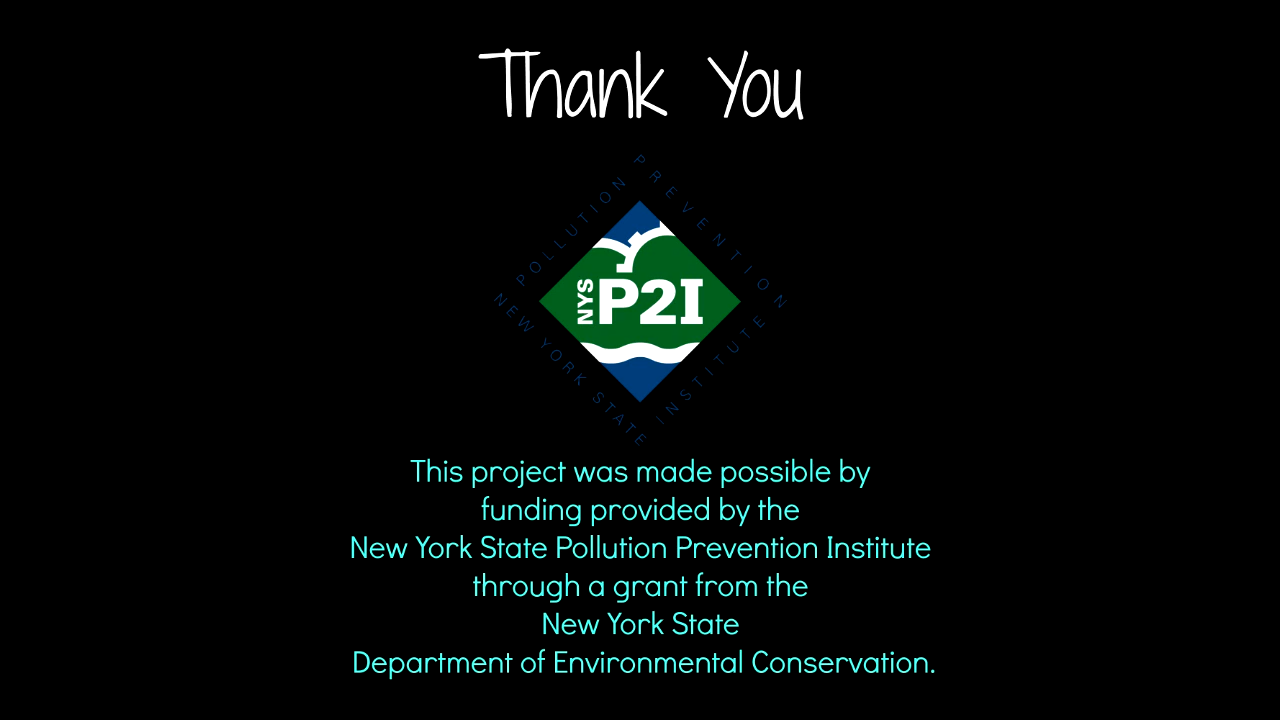 Thank You
POLLUTION PREVENTION
NYS P2I
NEW YORK STATE INSTITUTE
This project was made possible by
funding provided by the
New York State Pollution Prevention Institute
through a grant from the
New York State
Department of Environmental Conservation.